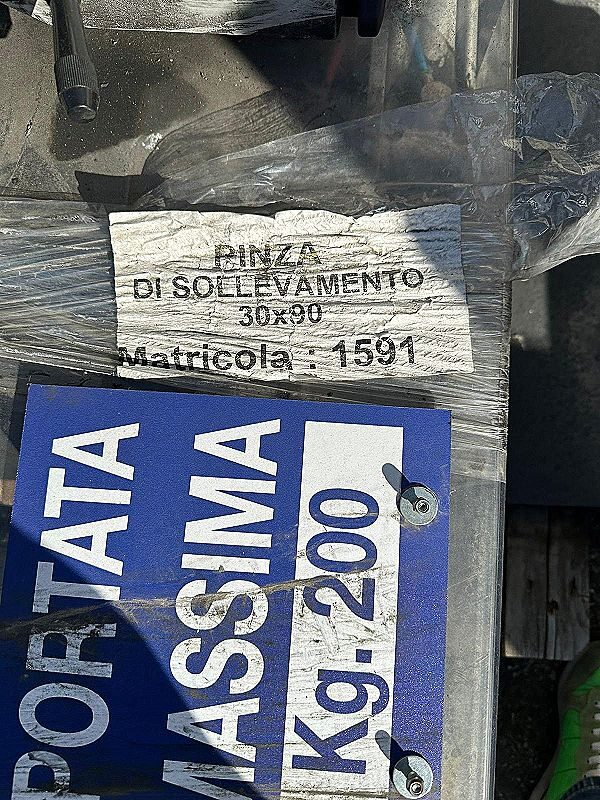 PINZA
DI SOLLEVAMENTO
30x90
Matricola : 1591
PORTATA
MASSIMA
Kg. 200